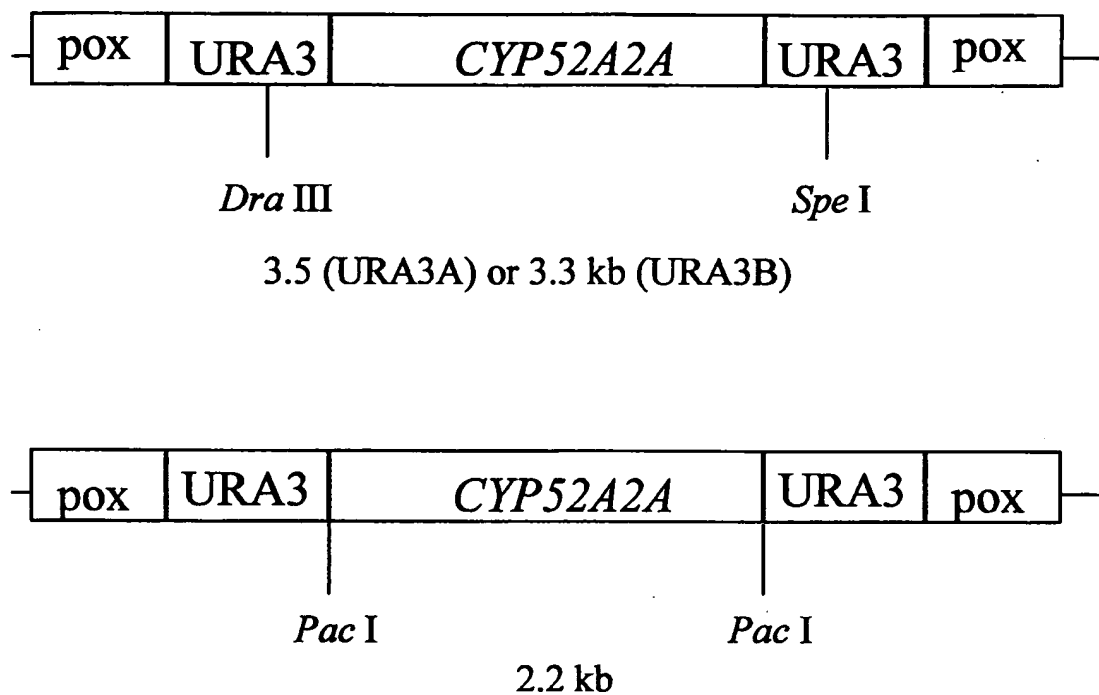 pox URA3 CYP52A2A URA3 pox
Dra III Spe I
3.5 (URA3A) or 3.3 kb (URA3B)
pox URA3 CYP52A2A URA3 pox
Pac I Pac I
2.2 kb